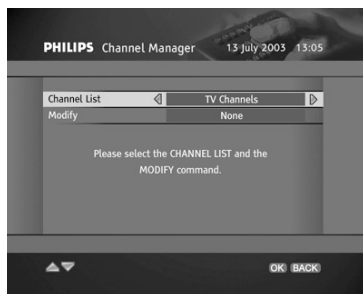 PHILIPS Channel Manager 13 July 2003 13:05
Channel List TV Channels
Modify None
Please select the CHANNEL LIST and the
MODIFY command.
OK BACK